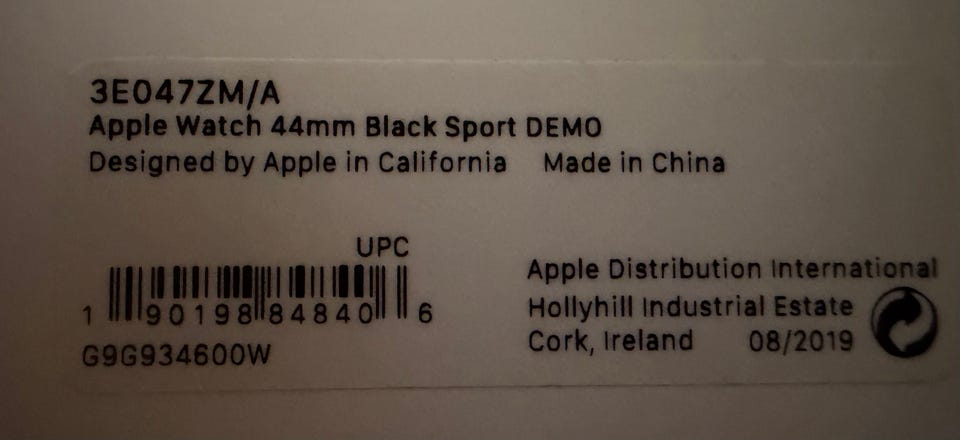 3E047ZM/A
Apple Watch 44mm Black Sport DEMO
Designed by Apple in California Made in China
UPC
1 90198 84840 6
G9G934600W
Apple Distribution International
Hollyhill Industrial Estate
Cork, Ireland 08/2019